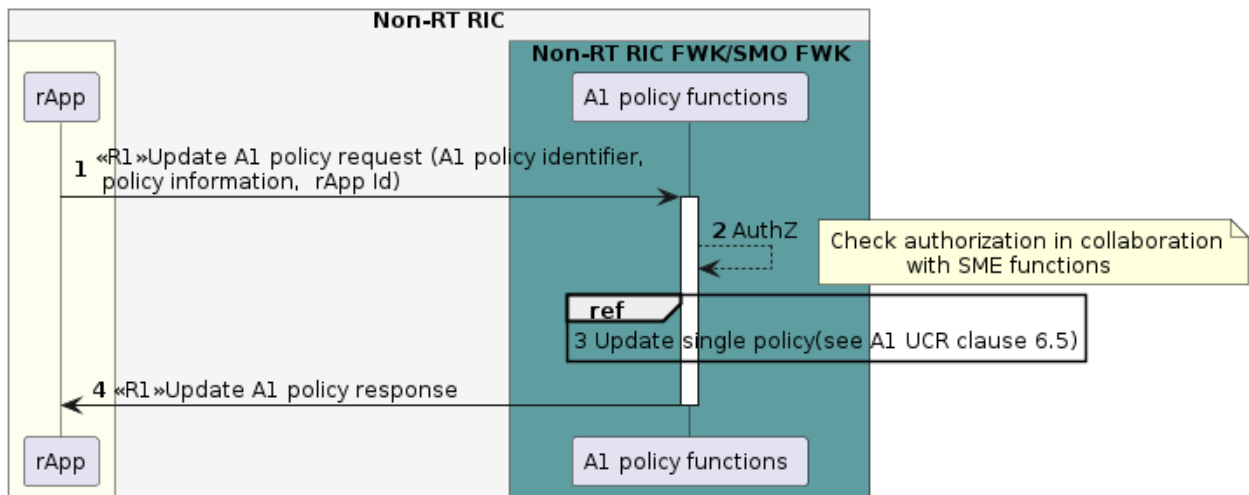 Non-RT RIC
Non-RT RIC FWK/SMO FWK
rApp
A1 policy functions
1 «R1»Update A1 policy request (A1 policy identifier,
policy information, rApp Id)
2 AuthZ
Check authorization in collaboration
with SME functions
ref
3 Update single policy(see A1 UCR clause 6.5)
4 «R1»Update A1 policy response
rApp
A1 policy functions